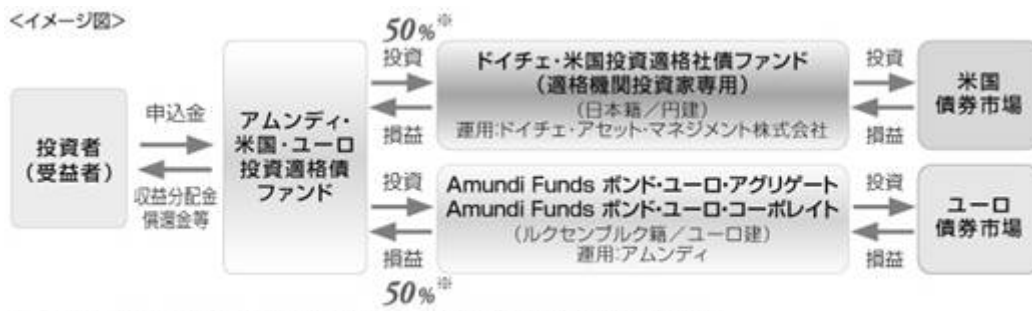 <イメージ図>
50%※
投資
損益
ドイチェ・米国投資適格社債ファンド
(適格機関投資家専用)
(日本籍/円建)
運用:ドイチェ・アセット・マネジメント株式会社
投資
損益
米国
債券市場
投資者
(受益者)
申込金
収益分配金
償還金等
アムンディ・
米国・ユーロ
投資適格債
ファンド
投資
損益
50%※
Amundi Funds ボンド・ユーロ・アグリゲート
Amundi Funds ボンド・ユーロ・コーポレイト
(ルクセンブルク籍/ユーロ建)
運用:アムンディ
投資
損益
ユーロ
債券市場